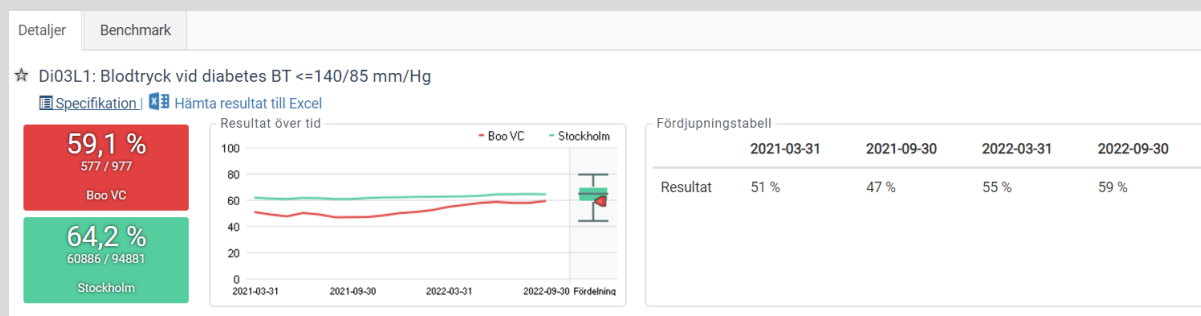 Detaljer Benchmark
☆ Di03L1: Blodtryck vid diabetes BT <=140/85 mm/Hg
Specifikation | Hämta resultat till Excel
59,1 %
577 / 977
Boo VC
64,2 %
60886 / 94881
Stockholm
Resultat över tid
Boo VC Stockholm
100
80
60
40
20
0
2021-03-31 2021-09-30 2022-03-31 2022-09-30 Fördelning
Fördjupningstabell
2021-03-31 2021-09-30 2022-03-31 2022-09-30
Resultat 51 % 47 % 55 % 59 %